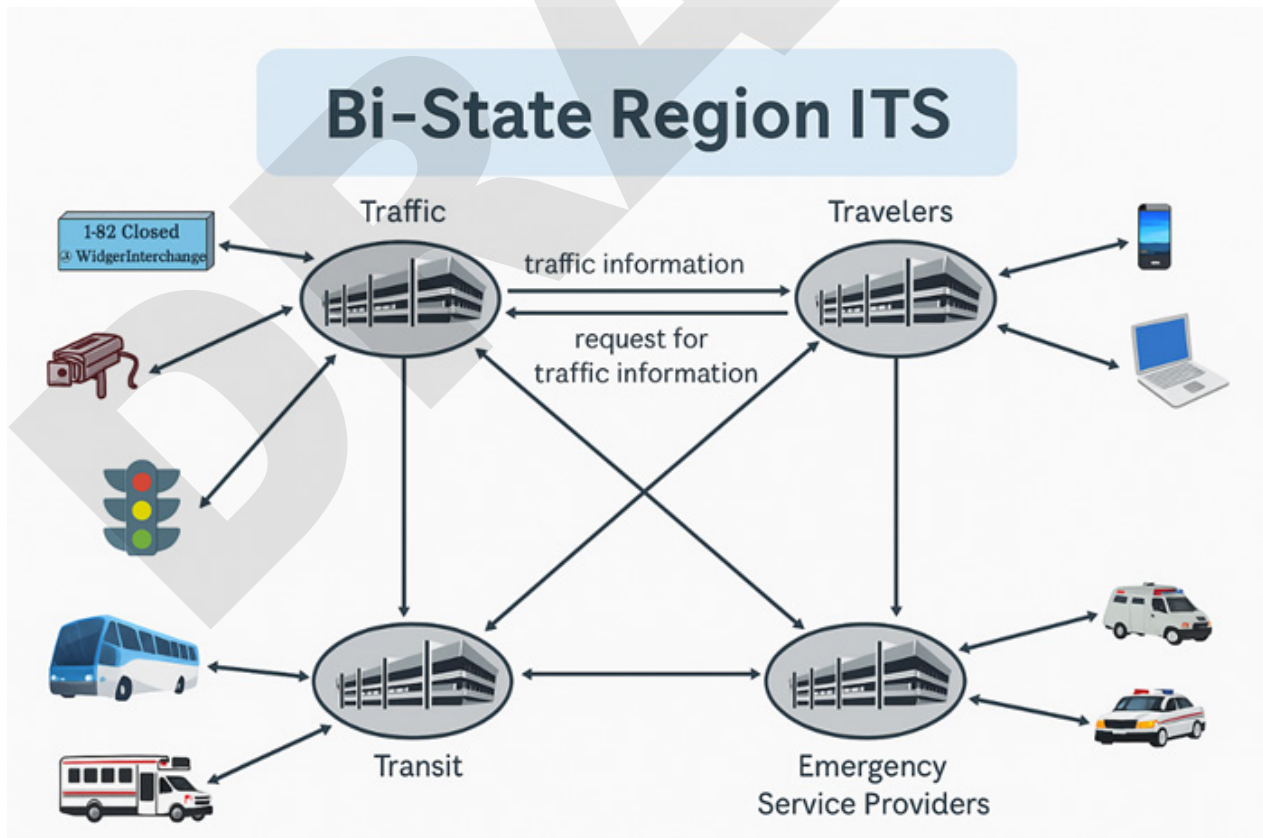 Bi-State Region ITS
Traffic
Travelers
1-82 Closed
@ WidgerInterchange
traffic information
request for
traffic information
Transit
Emergency
Service Providers
DRA